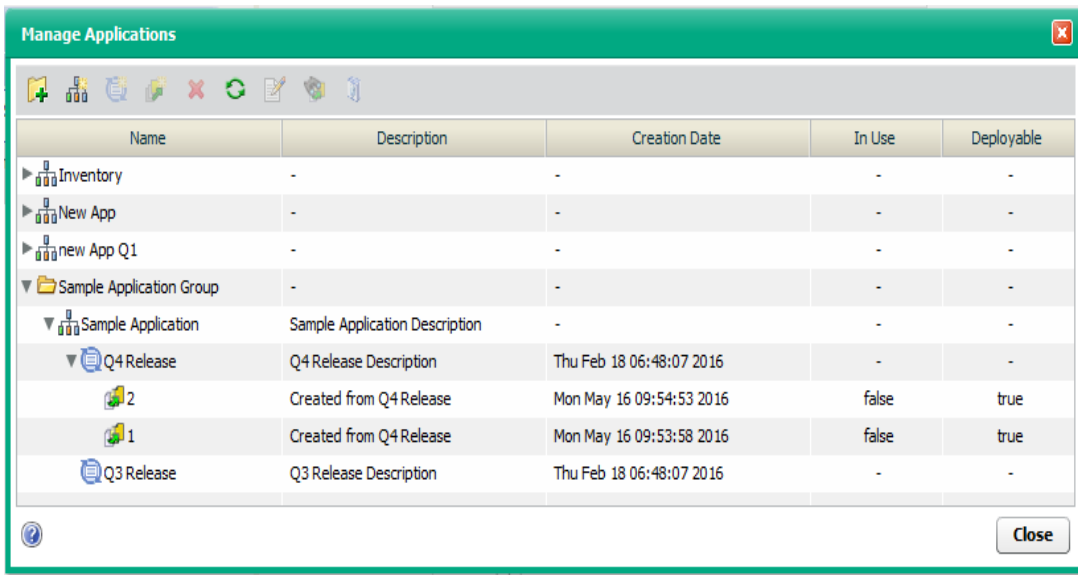 Manage Applications
Name Description Creation Date In Use Deployable
Inventory - - - -
New App - - - -
new App Q1 - - - -
Sample Application Group - - - -
Sample Application Sample Application Description - - -
Q4 Release Q4 Release Description Thu Feb 18 06:48:07 2016 - -
2 Created from Q4 Release Mon May 16 09:54:53 2016 false true
1 Created from Q4 Release Mon May 16 09:53:58 2016 false true
Q3 Release Q3 Release Description Thu Feb 18 06:48:07 2016 - -
Close